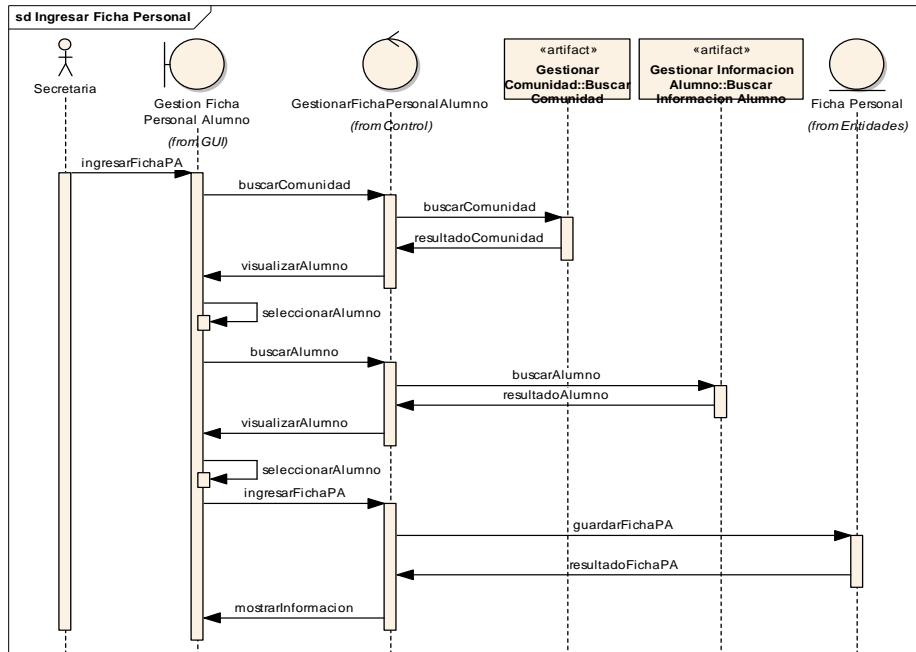 sd Ingresar Ficha Personal
Secretaria
Gestion Ficha
Personal Alumno
(from GUI)
GestionarFichaPersonalAlumno
(from Control)
«artifact»
Gestionar
Comunidad::Buscar
Comunidad
«artifact»
Gestionar Informacion
Alumno::Buscar
Informacion Alumno
Ficha Personal
(from Entidades)
ingresarFichaPA
buscarComunidad
buscarComunidad
resultadoComunidad
visualizarAlumno
seleccionarAlumno
buscarAlumno
buscarAlumno
resultadoAlumno
visualizarAlumno
seleccionarAlumno
ingresarFichaPA
guardarFichaPA
resultadoFichaPA
mostrarInformacion